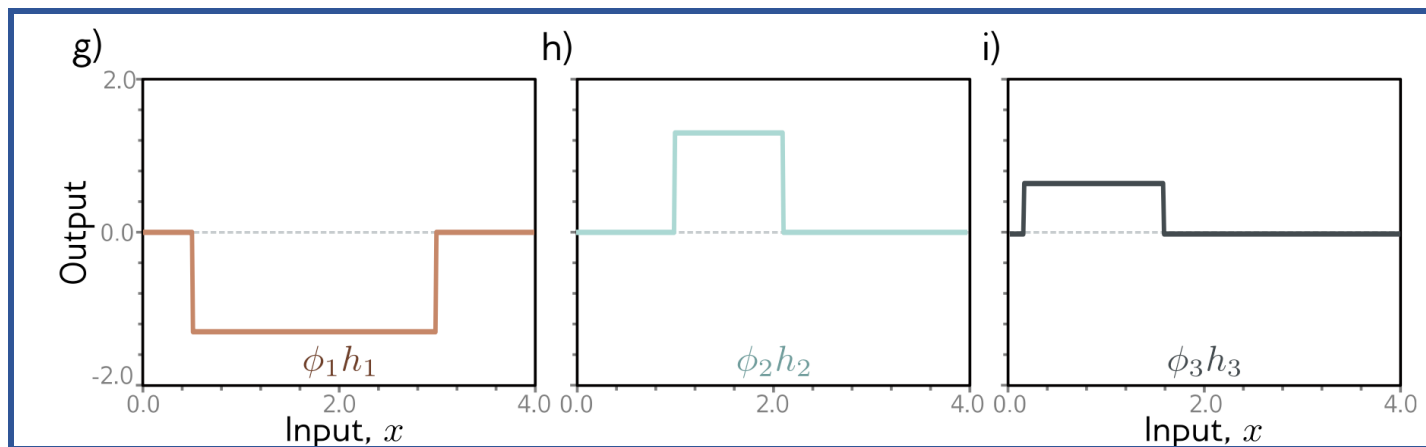 g) h) i)
2.0
Output
0.0
-2.0
ϕ₁h₁ ϕ₂h₂ ϕ₃h₃
0.0 2.0 4.0 0.0 2.0 4.0 0.0 2.0 4.0
Input, x Input, x